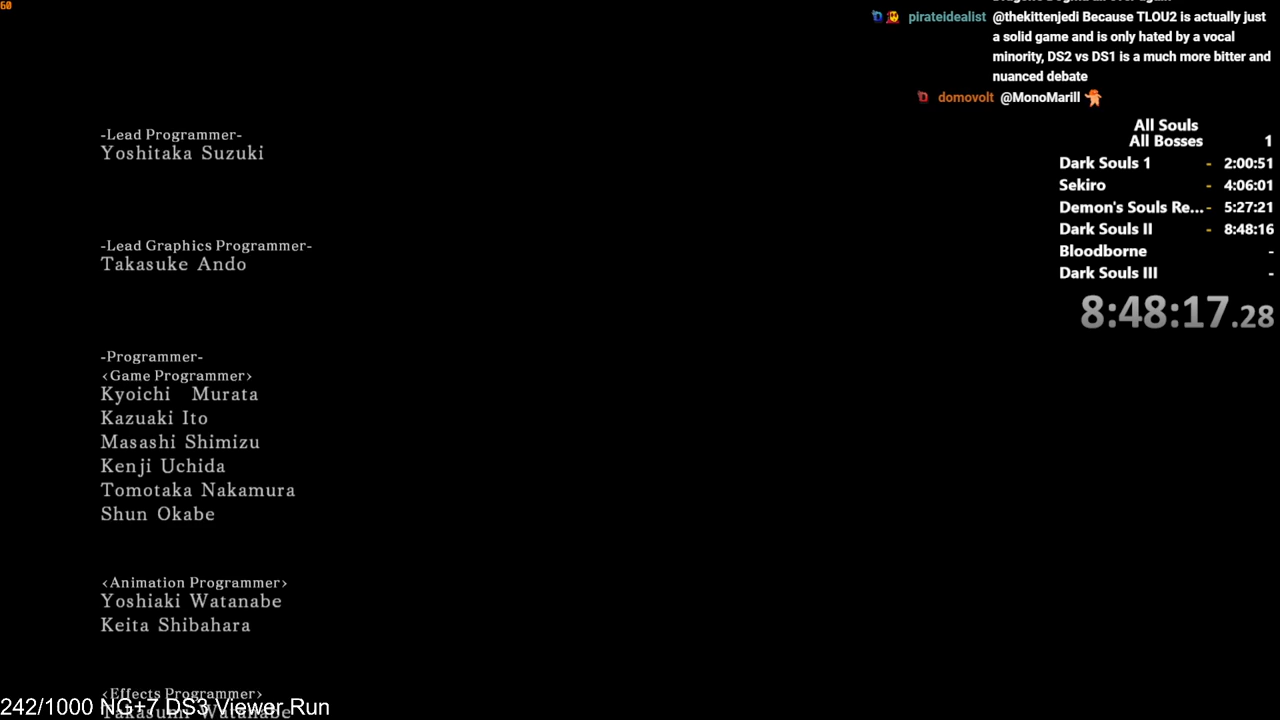 60
pirateidealist @thekittenjedi Because TLOU2 is actually just
a solid game and is only hated by a vocal
minority, DS2 vs DS1 is a much more bitter and
nuanced debate
domovolt @MonoMarill
All Souls
All Bosses 1
Dark Souls 1 - 2:00:51
Sekiro - 4:06:01
Demon's Souls Re... - 5:27:21
Dark Souls II - 8:48:16
Bloodborne -
Dark Souls III -
8:48:17.28
-Lead Programmer-
Yoshitaka Suzuki
-Lead Graphics Programmer-
Takasuke Ando
-Programmer-
<Game Programmer>
Kyoichi Murata
Kazuaki Ito
Masashi Shimizu
Kenji Uchida
Tomotaka Nakamura
Shun Okabe
<Animation Programmer>
Yoshiaki Watanabe
Keita Shibahara
<Effects Programmer>
Takasumi Watanabe
242/1000 NG+7 DS3 Viewer Run